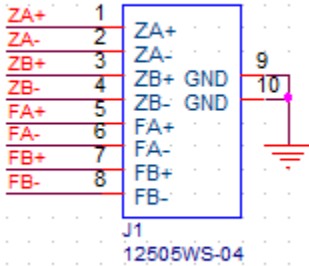 ZA+ 1 ZA+
ZA- 2 ZA-
ZB+ 3 ZB+ GND 9
ZB- 4 ZB- GND 10
FA+ 5 FA+
FA- 6 FA-
FB+ 7 FB+
FB- 8 FB-
J1
12505WS-04